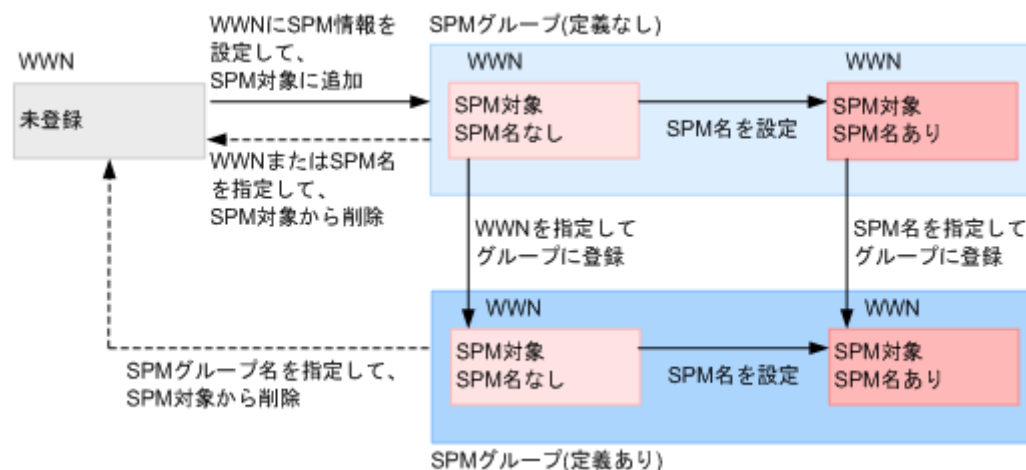 WWNにSPM情報を
設定して、
SPM対象に追加
SPMグループ(定義なし)
WWN
WWN
WWN
未登録
SPM対象
SPM名なし
SPM名を設定
SPM対象
SPM名あり
WWNまたはSPM名
を指定して、
SPM対象から削除
WWNを指定して
グループに登録
SPM名を指定して
グループに登録
WWN
WWN
SPM対象
SPM名なし
SPM名を設定
SPM対象
SPM名あり
SPMグループ名を指定して、
SPM対象から削除
SPMグループ(定義あり)